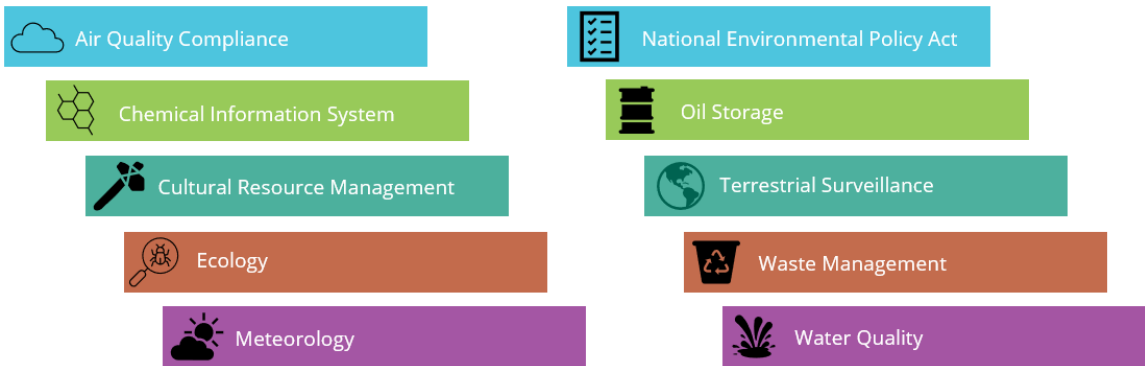 Air Quality Compliance
Chemical Information System
Cultural Resource Management
Ecology
Meteorology
National Environmental Policy Act
Oil Storage
Terrestrial Surveillance
Waste Management
Water Quality